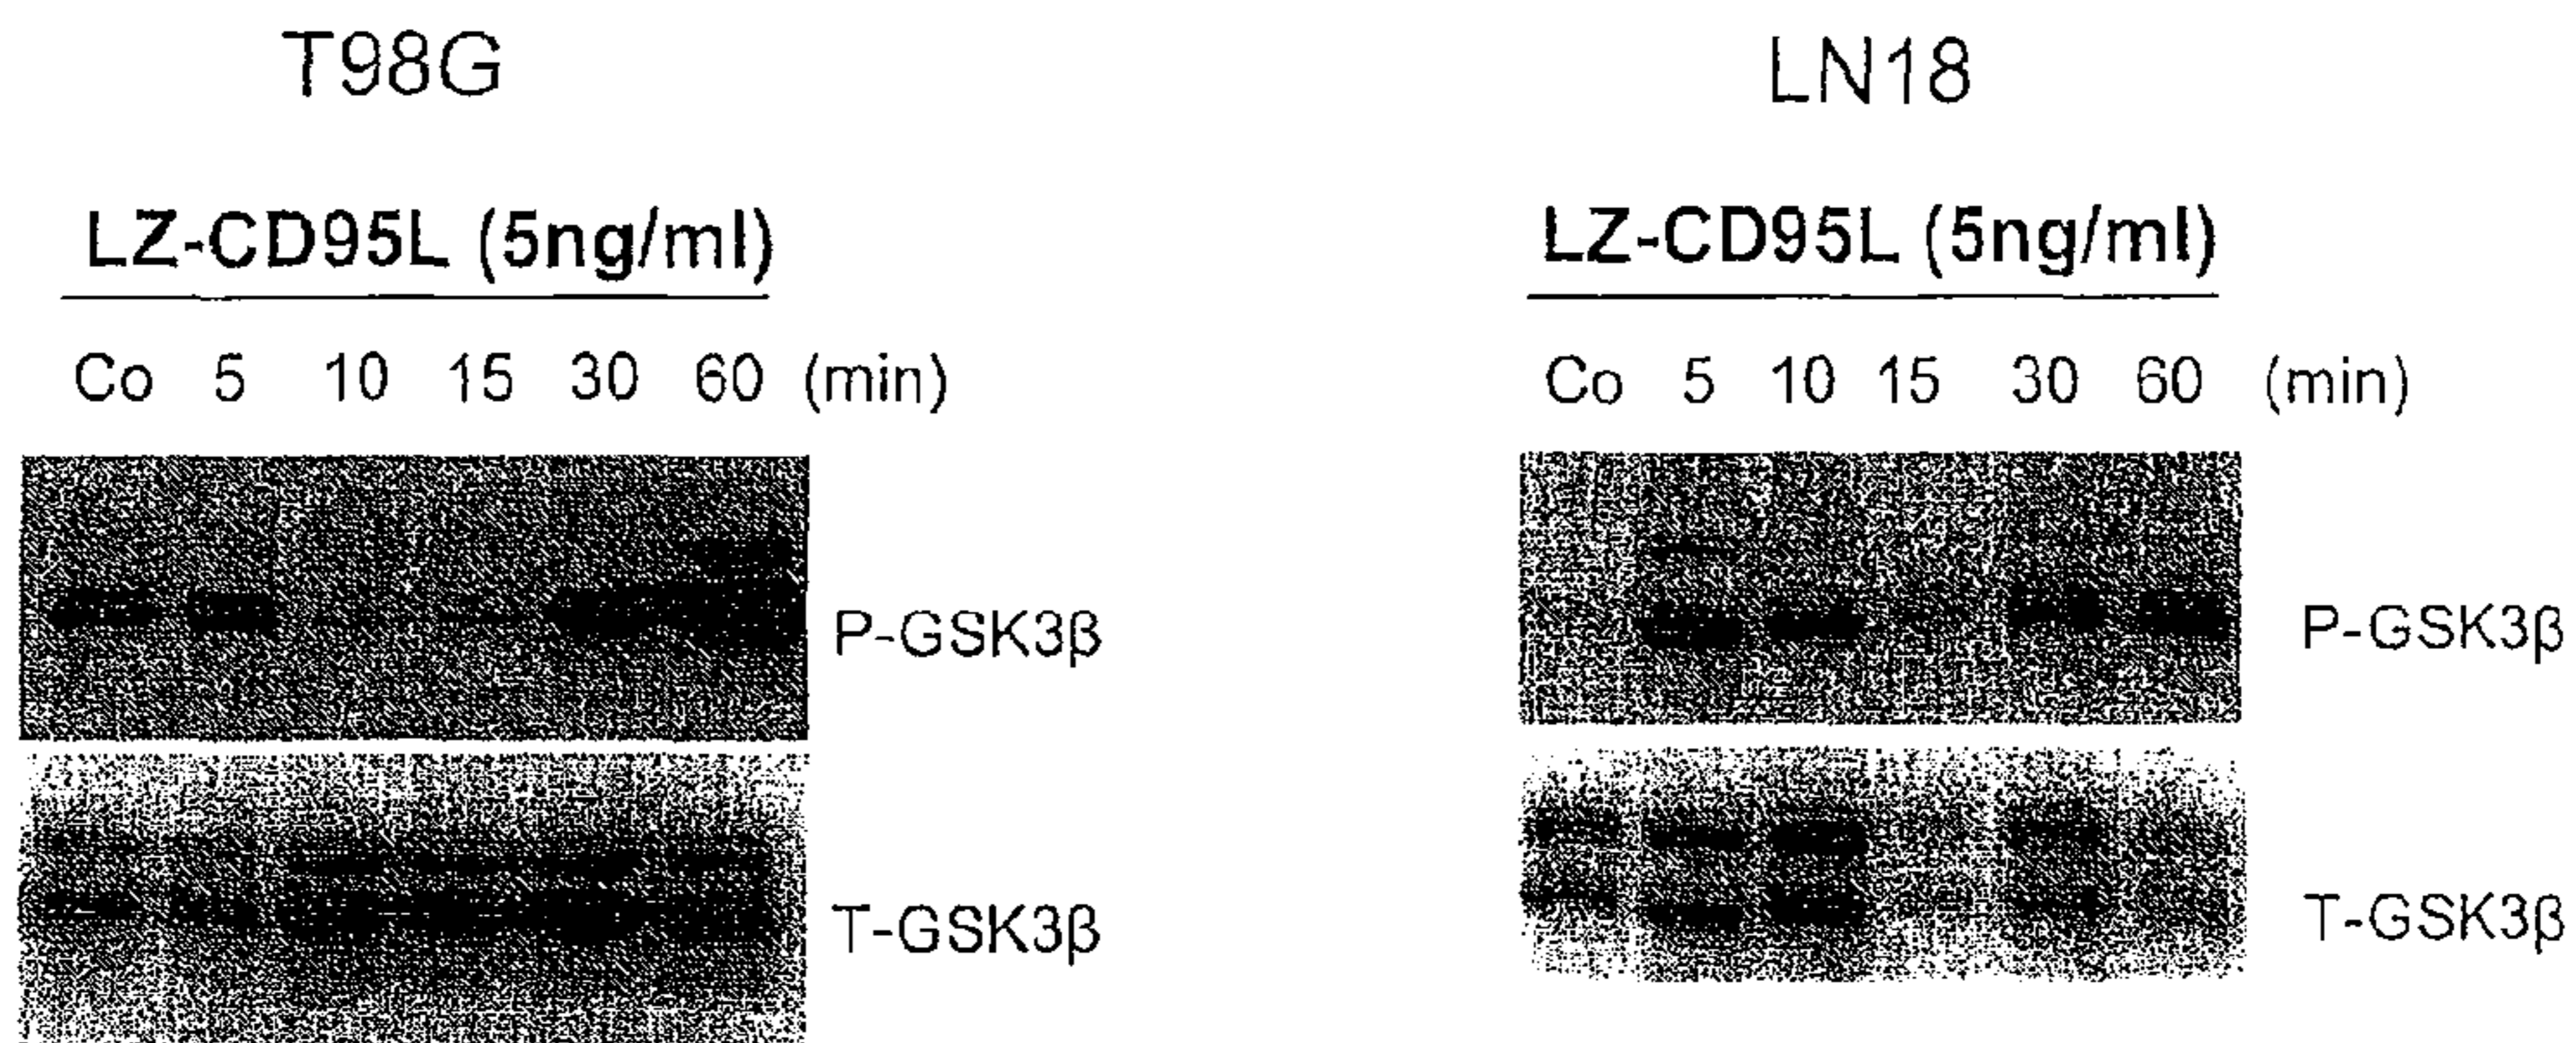 T98G
LZ-CD95L (5ng/ml)
Co 5 10 15 30 60 (min)
P-GSK3β
T-GSK3β
LN18
LZ-CD95L (5ng/ml)
Co 5 10 15 30 60 (min)
P-GSK3β
T-GSK3β